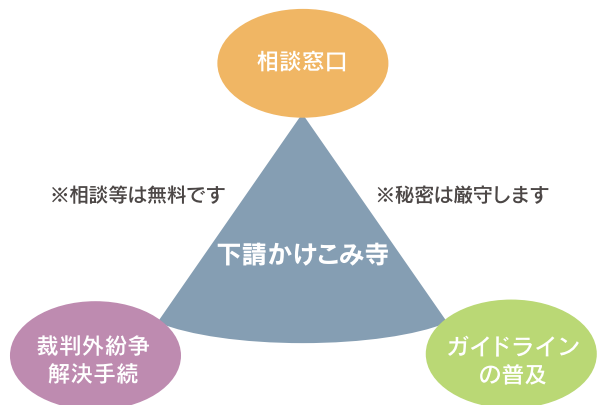 相談窓口
※相談等は無料です
※秘密は厳守します
下請かけこみ寺
裁判外紛争
解決手続
ガイドライン
の普及